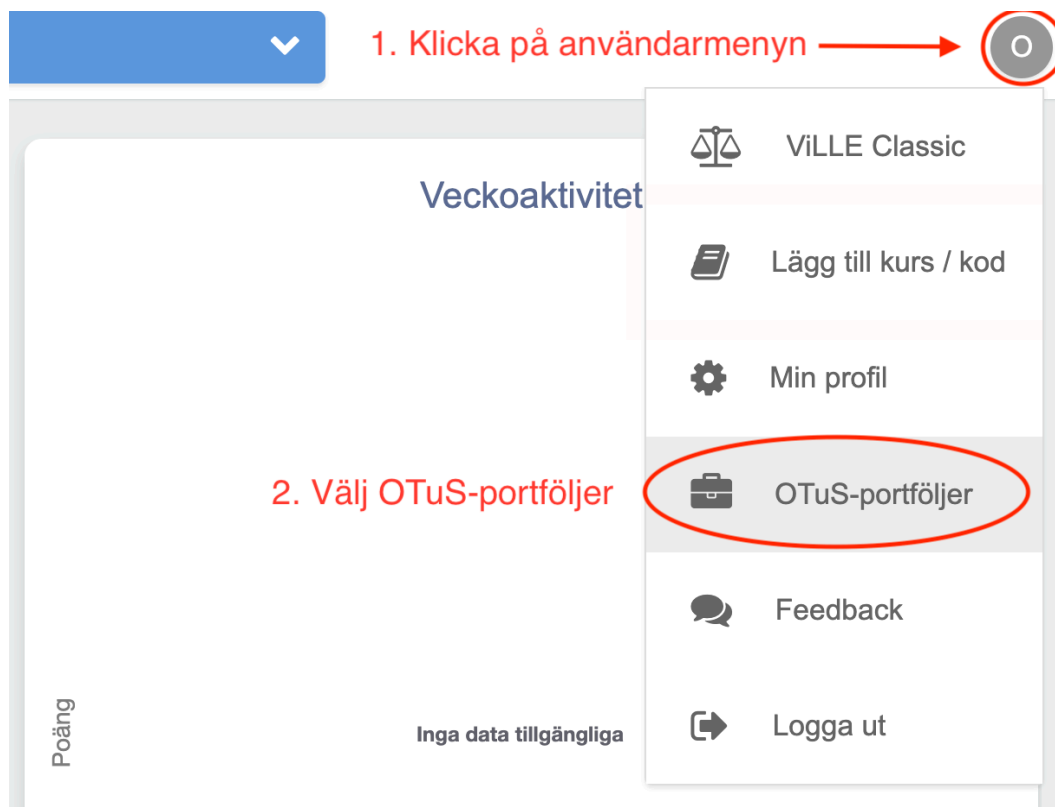 1. Klicka på användarmenyn
O
ViLLE Classic
Veckoaktivitet
Lägg till kurs / kod
Min profil
2. Välj OTuS-portföljer
OTuS-portföljer
Feedback
Poäng
Inga data tillgängliga
Logga ut